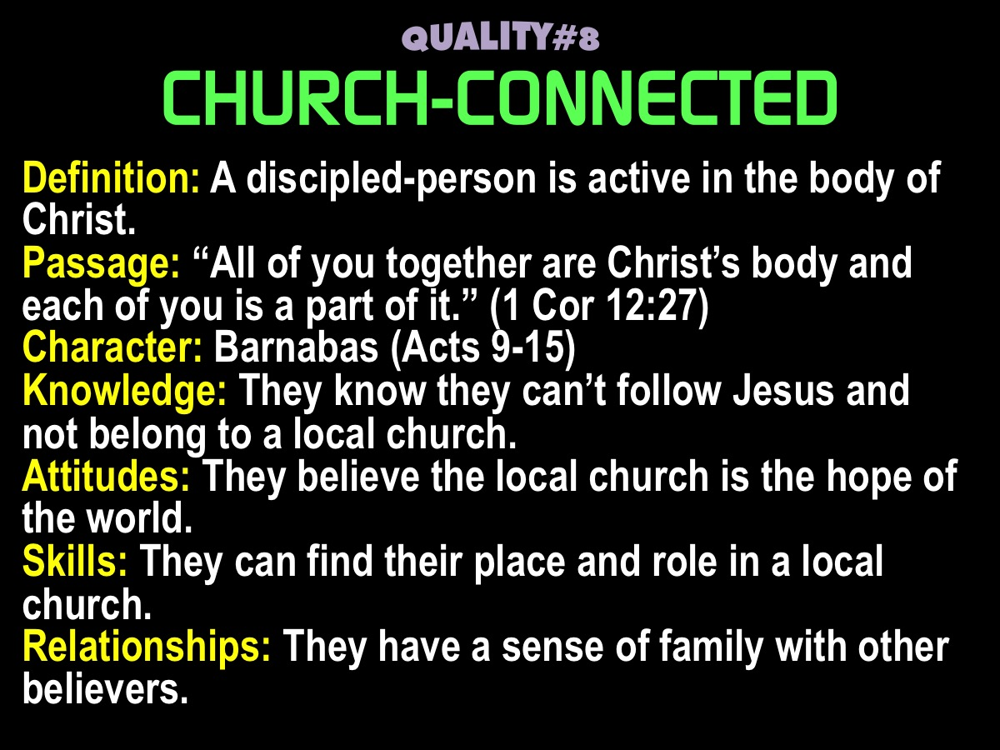 QUALITY#8
CHURCH-CONNECTED
Definition: A discipled-person is active in the body of
Christ.
Passage: “All of you together are Christ’s body and
each of you is a part of it.” (1 Cor 12:27)
Character: Barnabas (Acts 9-15)
Knowledge: They know they can’t follow Jesus and
not belong to a local church.
Attitudes: They believe the local church is the hope of
the world.
Skills: They can find their place and role in a local
church.
Relationships: They have a sense of family with other
believers.